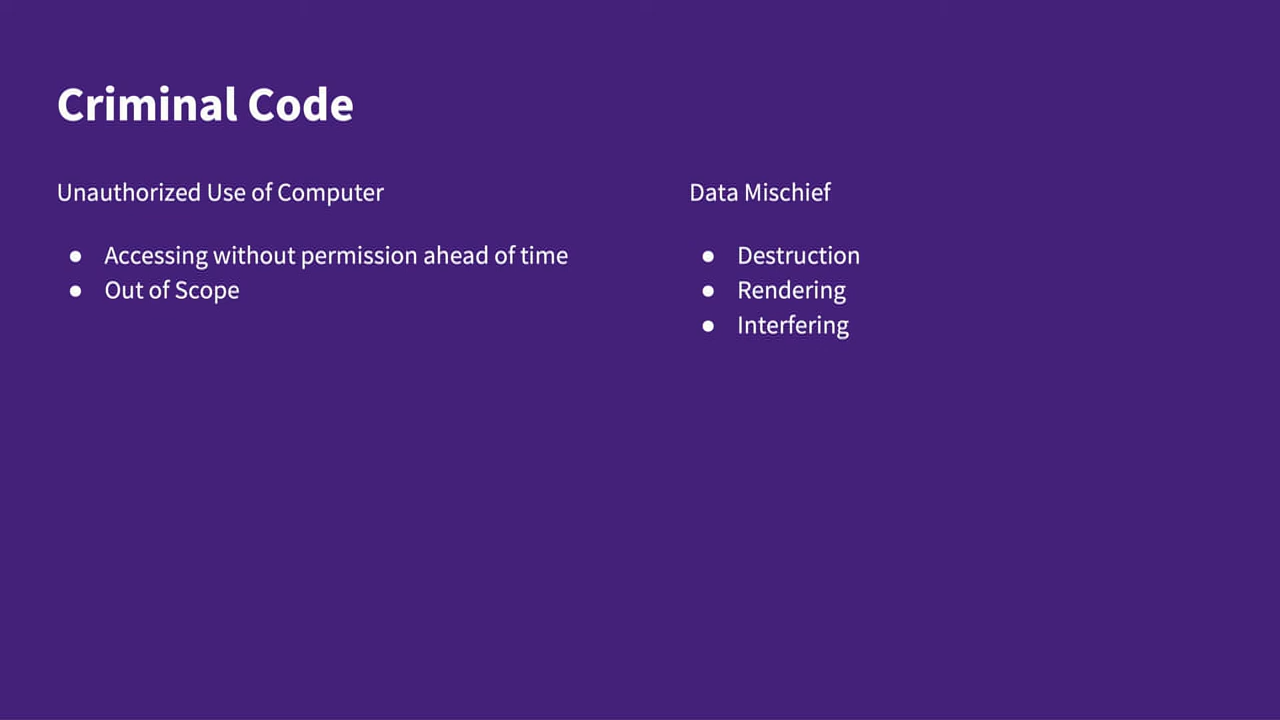 Criminal Code
Unauthorized Use of Computer
● Accessing without permission ahead of time
● Out of Scope
Data Mischief
● Destruction
● Rendering
● Interfering